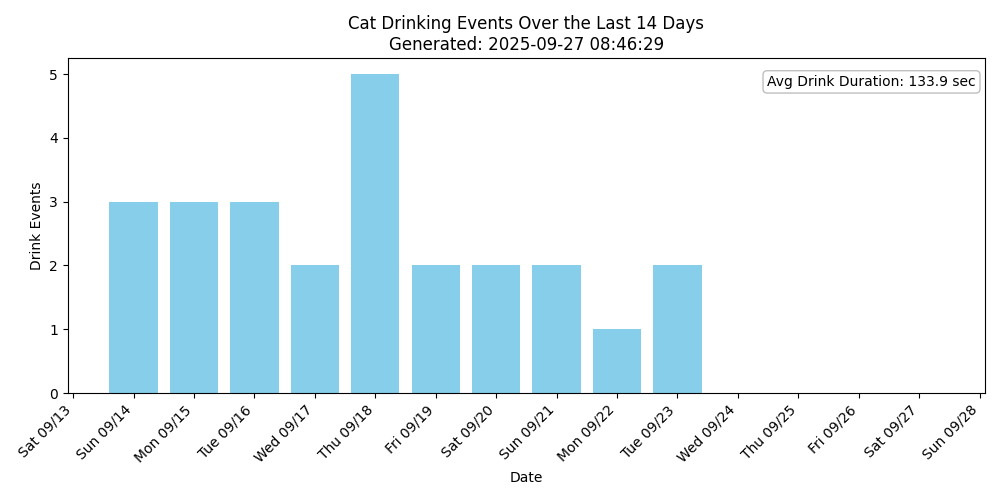 Cat Drinking Events Over the Last 14 Days
Generated: 2025-09-27 08:46:29
Avg Drink Duration: 133.9 sec
Drink Events
5
4
3
2
1
0
Sat 09/13
Sun 09/14
Mon 09/15
Tue 09/16
Wed 09/17
Thu 09/18
Fri 09/19
Sat 09/20
Sun 09/21
Mon 09/22
Tue 09/23
Wed 09/24
Thu 09/25
Fri 09/26
Sat 09/27
Sun 09/28
Date